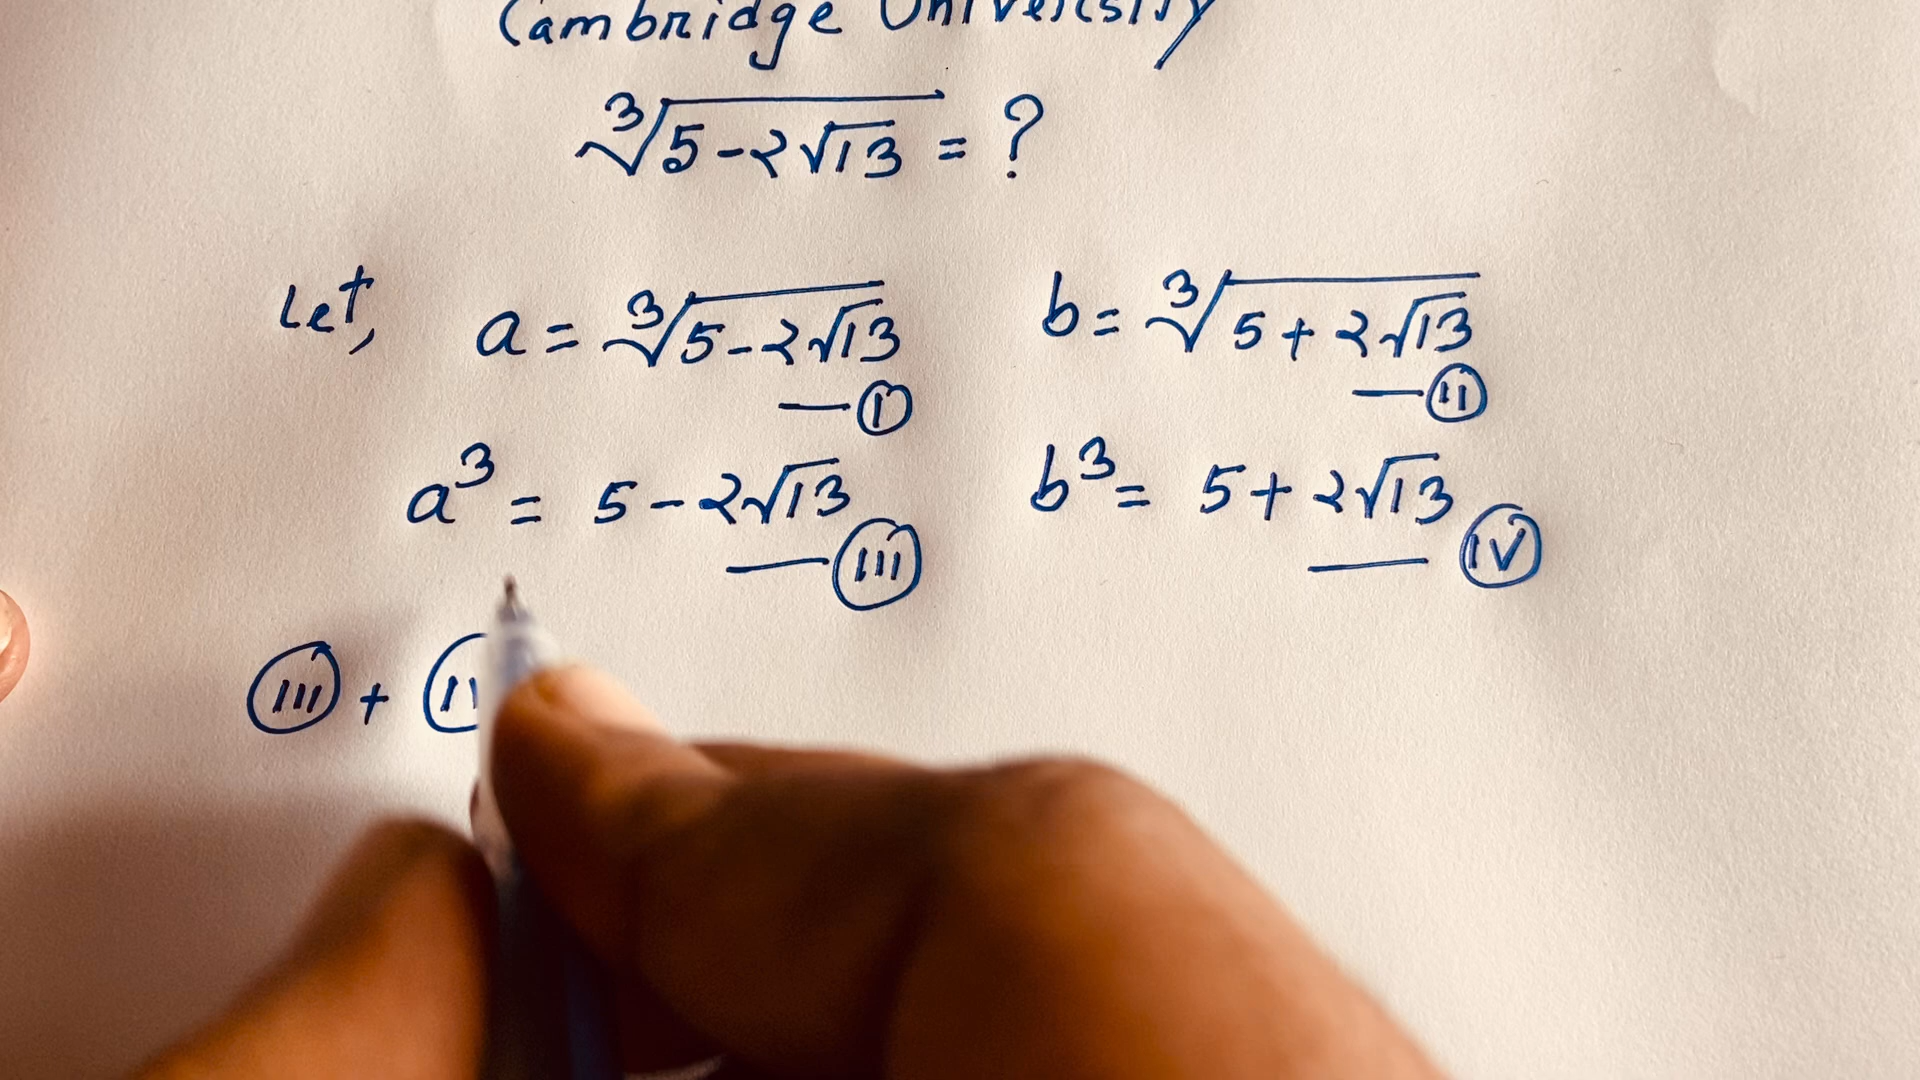 Cambridge University
∛(5-2√13) = ?
Let, a = ∛(5-2√13) b = ∛(5+2√13)
—(I) —(II)
a³ = 5-2√13 b³ = 5+2√13
—(III) —(IV)
(III) +